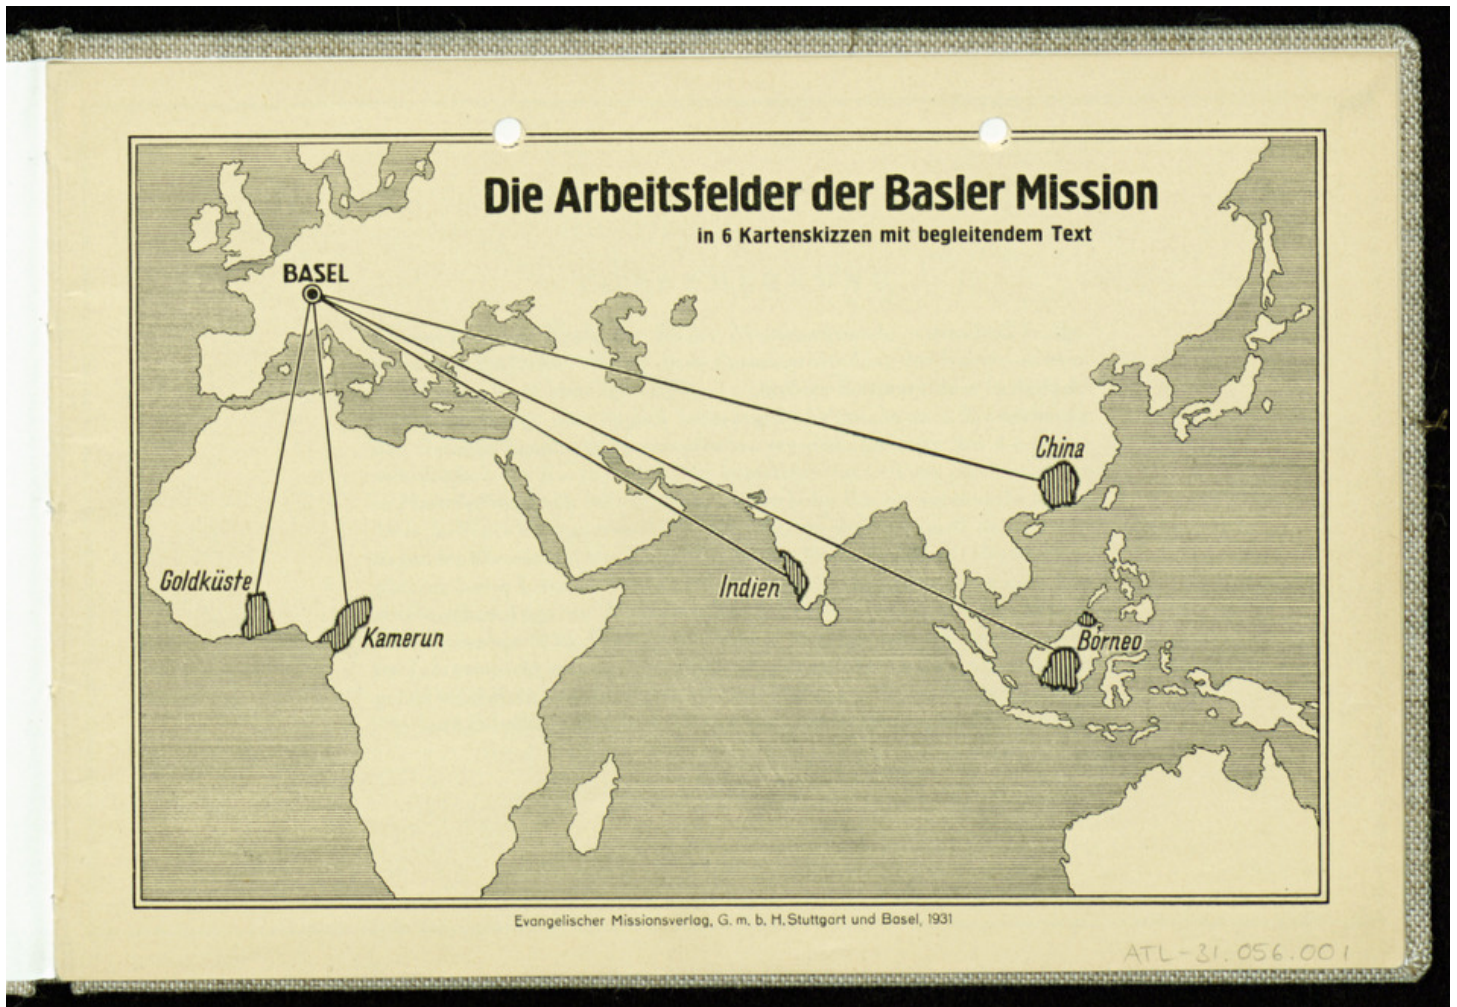 Die Arbeitsfelder der Basler Mission
in 6 Kartenskizzen mit begleitendem Text
BASEL
China
Goldküste
Indien
Kamerun
Borneo
Evangelischer Missionsverlag, G. m. b. H. Stuttgart und Basel, 1931
ATL-31.056.001